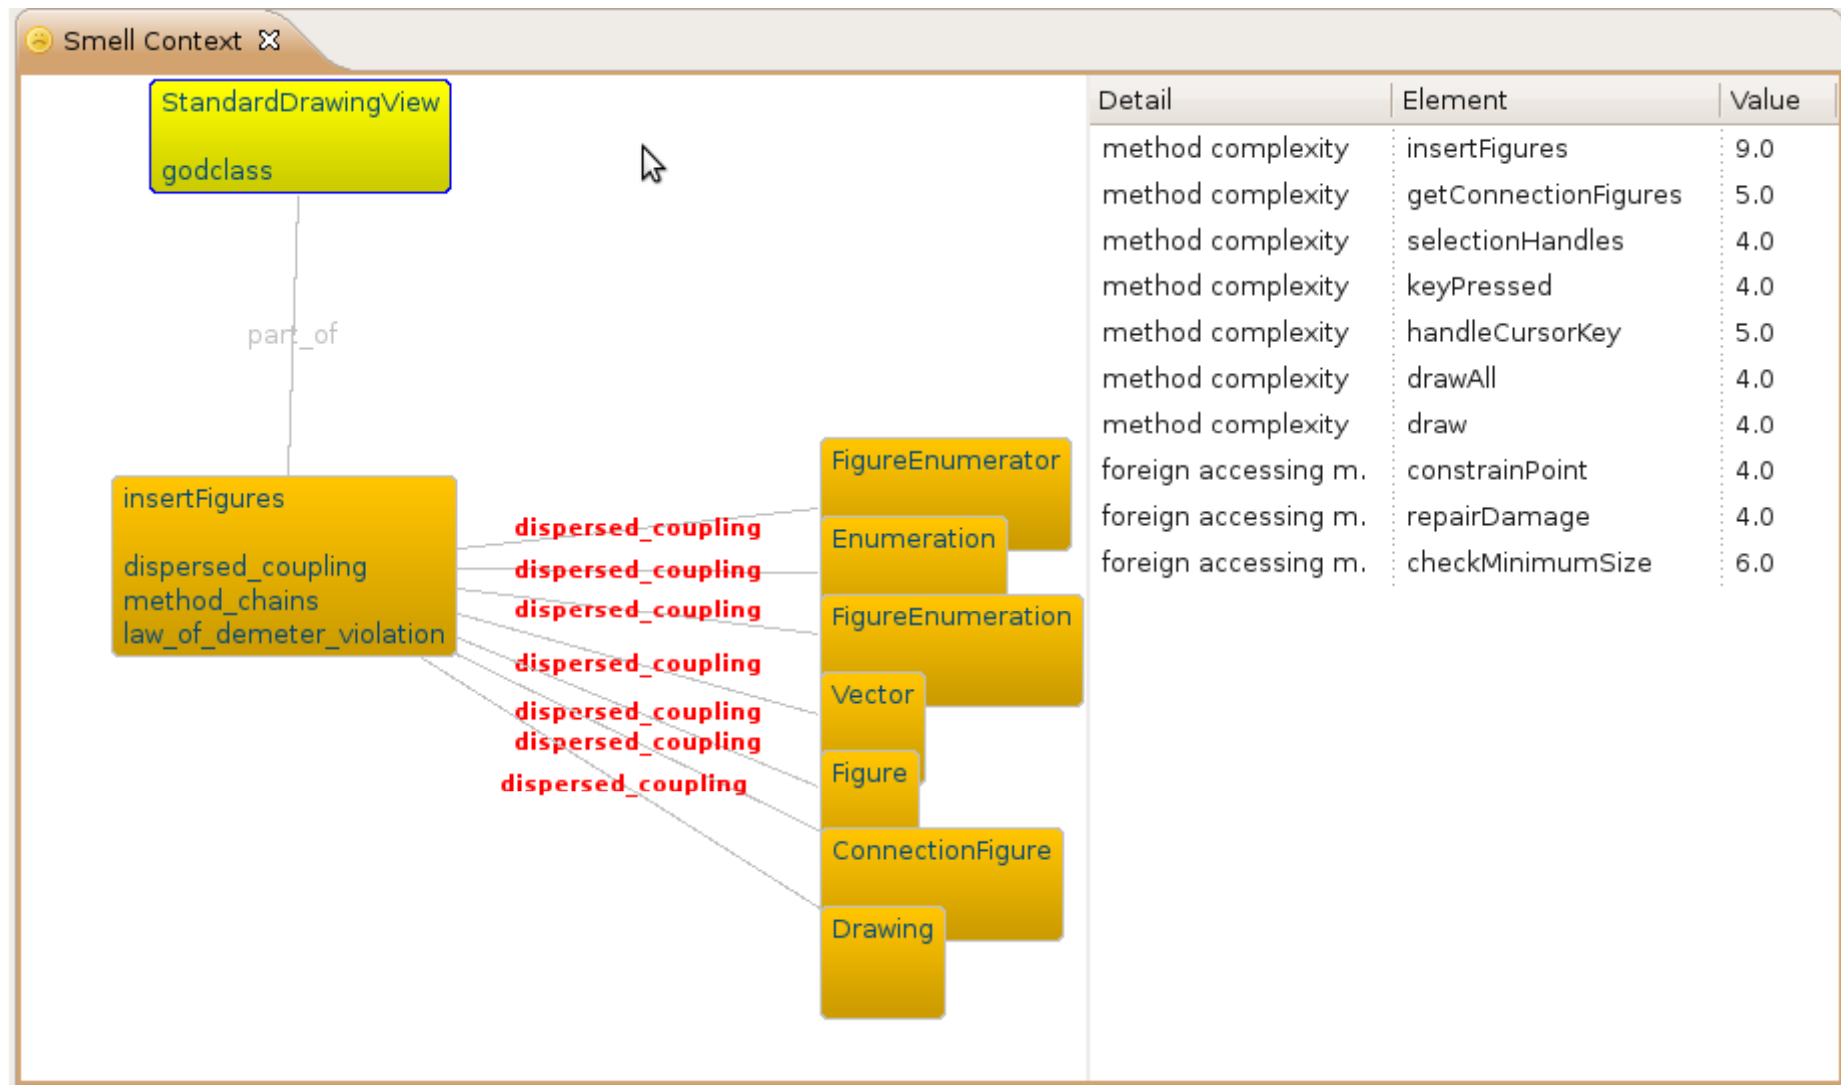 Smell Context
StandardDrawingView
godclass
part_of
insertFigures
dispersed_coupling
method_chains
law_of_demeter_violation
dispersed_coupling
dispersed_coupling
dispersed_coupling
dispersed_coupling
dispersed_coupling
dispersed_coupling
dispersed_coupling
FigureEnumerator
Enumeration
FigureEnumeration
Vector
Figure
ConnectionFigure
Drawing
Detail Element Value
method complexity insertFigures 9.0
method complexity getConnectionFigures 5.0
method complexity selectionHandles 4.0
method complexity keyPressed 4.0
method complexity handleCursorKey 5.0
method complexity drawAll 4.0
method complexity draw 4.0
foreign accessing m. constrainPoint 4.0
foreign accessing m. repairDamage 4.0
foreign accessing m. checkMinimumSize 6.0